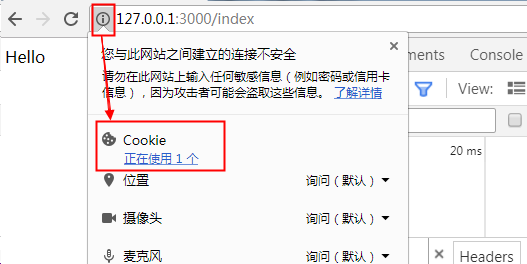 127.0.0.1:3000/index
Hello
您与此网站之间建立的连接不安全
请勿在此网站上输入任何敏感信息（例如密码或信用卡
信息），因为攻击者可能会盗取这些信息。 了解详情
Cookie
正在使用 1 个
位置 询问（默认）
摄像头 询问（默认）
麦克风 询问（默认）
ments Console
20 ms
Headers